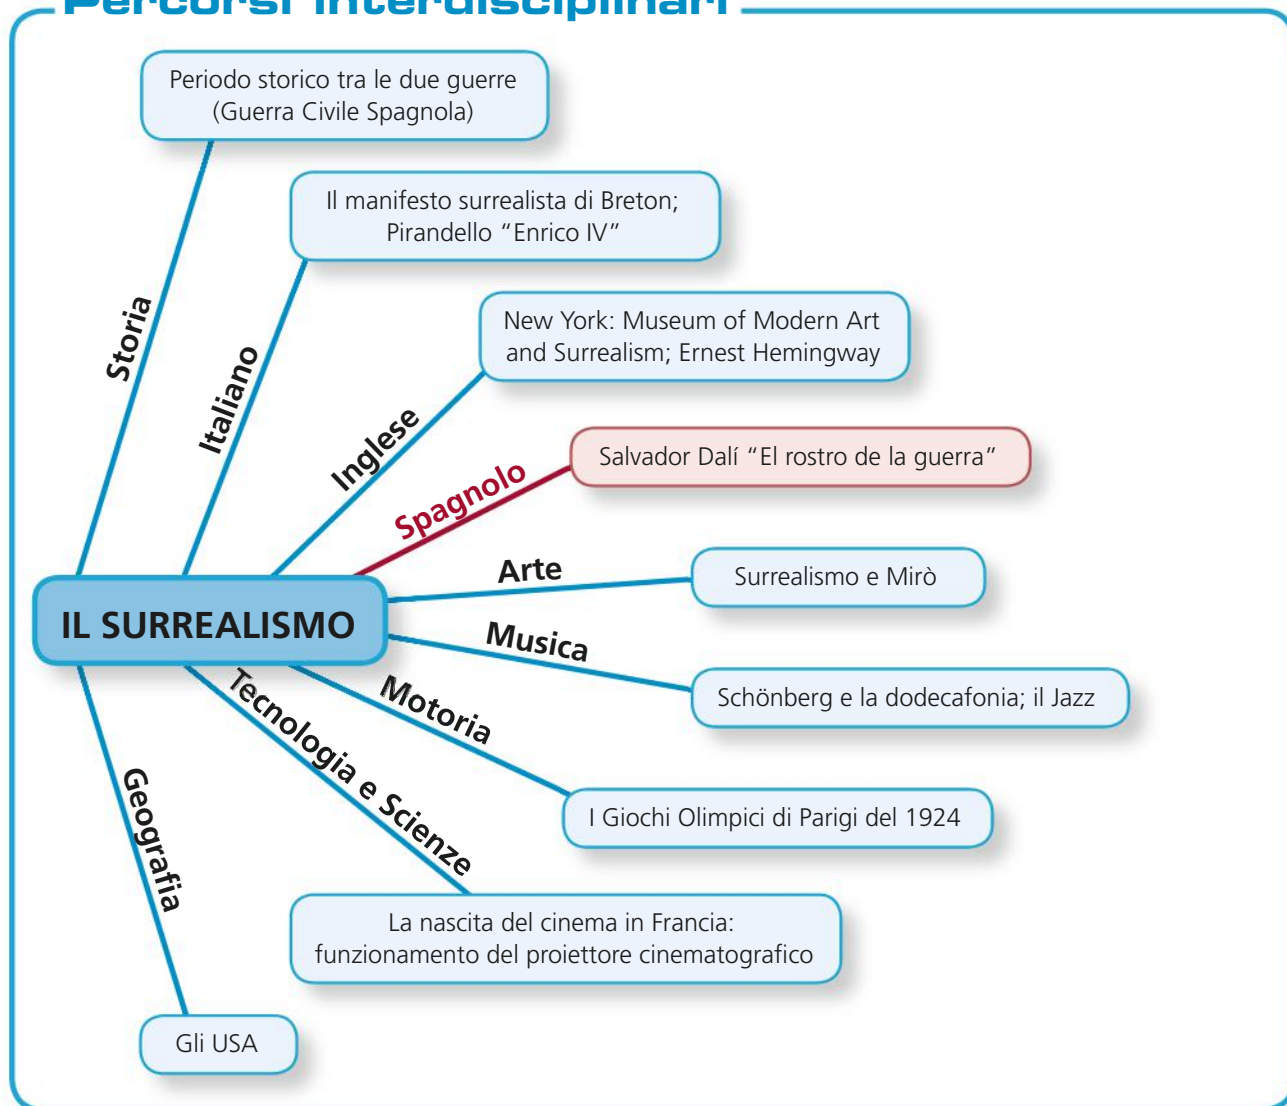 Percorsi interdisciplinari
Periodo storico tra le due guerre
(Guerra Civile Spagnola)
Storia
Il manifesto surrealista di Breton;
Pirandello “Enrico IV”
Italiano
New York: Museum of Modern Art
and Surrealism; Ernest Hemingway
Inglese
Salvador Dalí “El rostro de la guerra”
Spagnolo
Arte
Surrealismo e Mirò
IL SURREALISMO
Musica
Schönberg e la dodecafonia; il Jazz
Motoria
I Giochi Olimpici di Parigi del 1924
Tecnologia e Scienze
La nascita del cinema in Francia:
funzionamento del proiettore cinematografico
Geografia
Gli USA